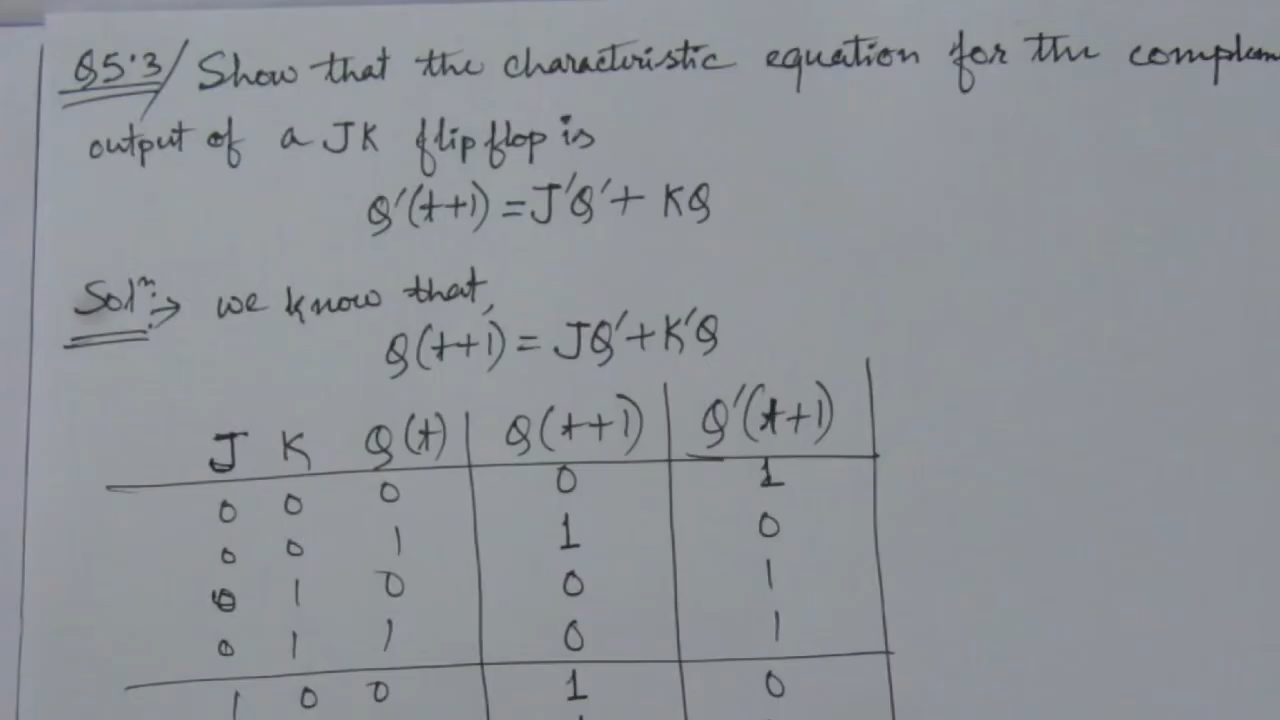 Q5.3/ Show that the characteristic equation for the complem
output of a JK flip flop is
Q'(t+1) = J'Q' + KQ
Solⁿ:→ we know that,
Q(t+1) = JQ' + K'Q
J K Q(t) Q(t+1) Q'(t+1)
0 0 0 0 1
0 0 1 1 0
0 1 0 0 1
0 1 1 0 1
1 0 0 1 0